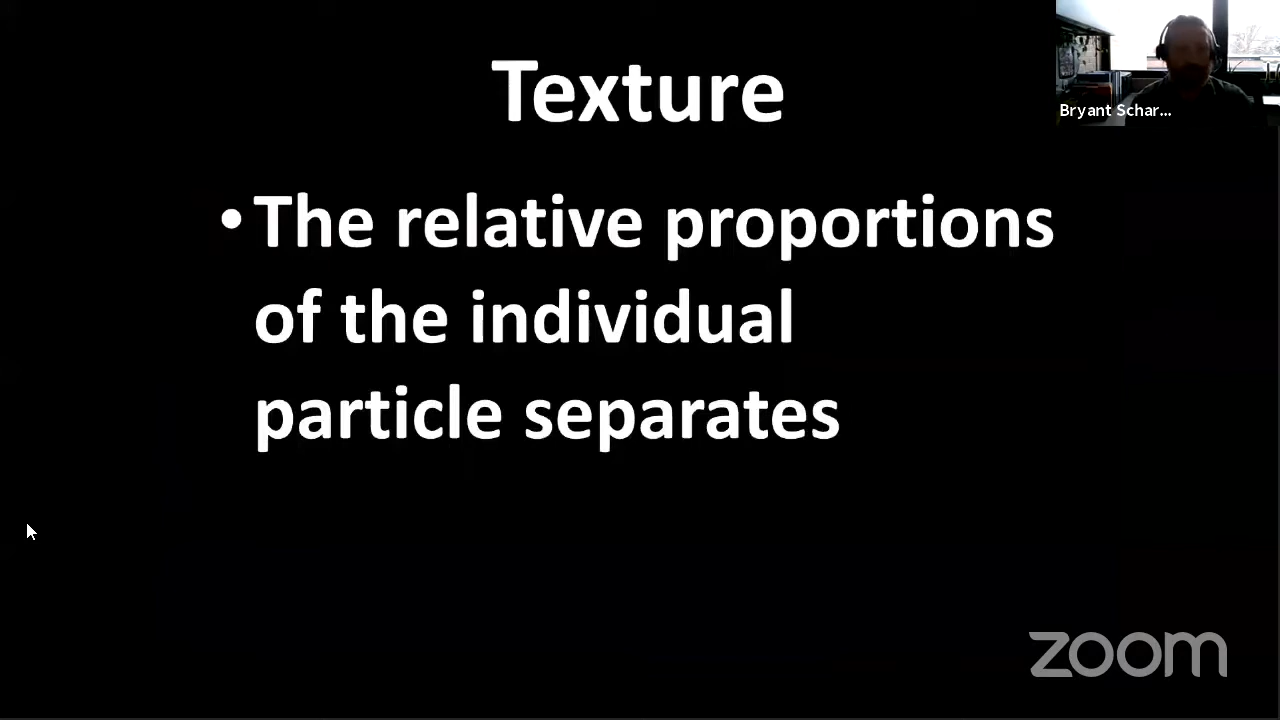 Texture
Bryant Schar...
• The relative proportions
of the individual
particle separates
zoom